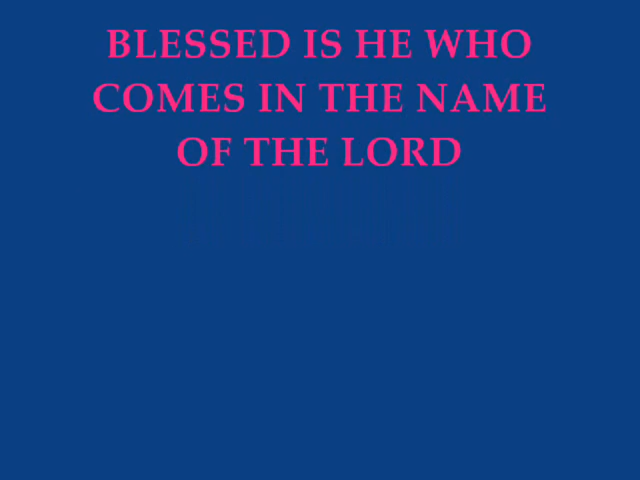 BLESSED IS HE WHO
COMES IN THE NAME
OF THE LORD